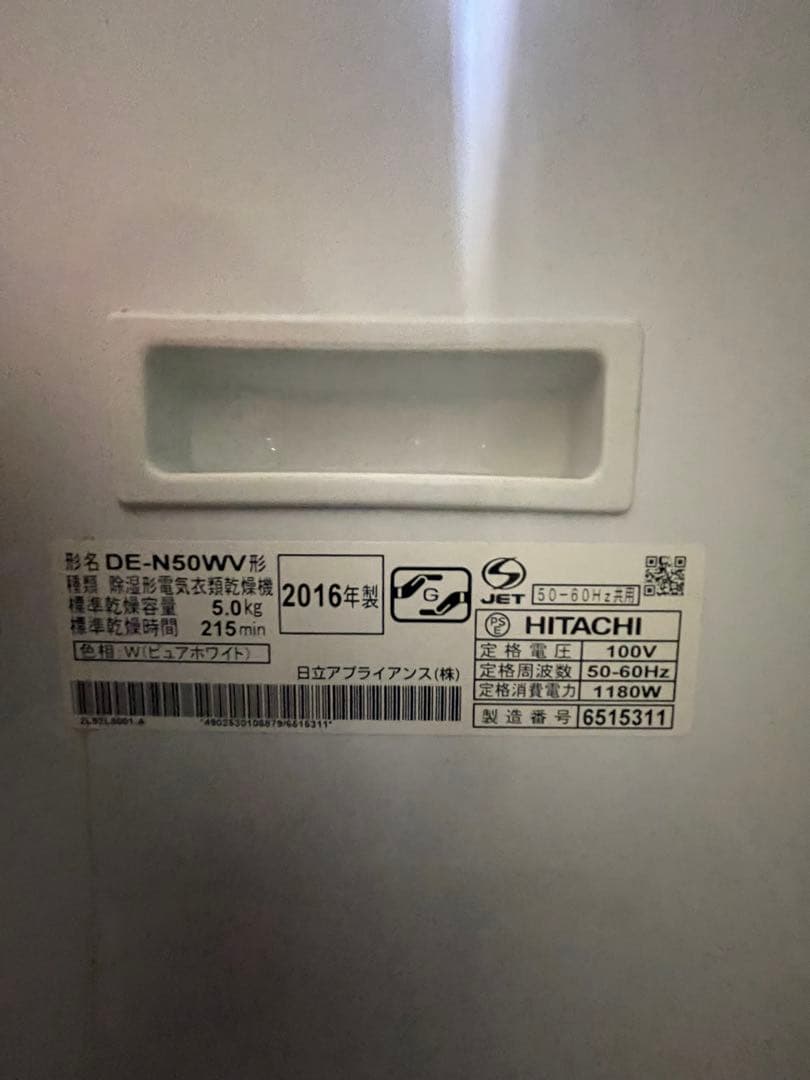 形名 DE-N50WV形
種類 除湿形電気衣類乾燥機
標準乾燥容量 5.0kg
標準乾燥時間 215min
色相:W(ピュアホワイト)
2016年製
G
S
JET
50-60Hz共用
PSE HITACHI
定格電圧 100V
定格周波数 50-60Hz
定格消費電力 1180W
製造番号 6515311
日立アプライアンス(株)
*4902530108879/6515311*